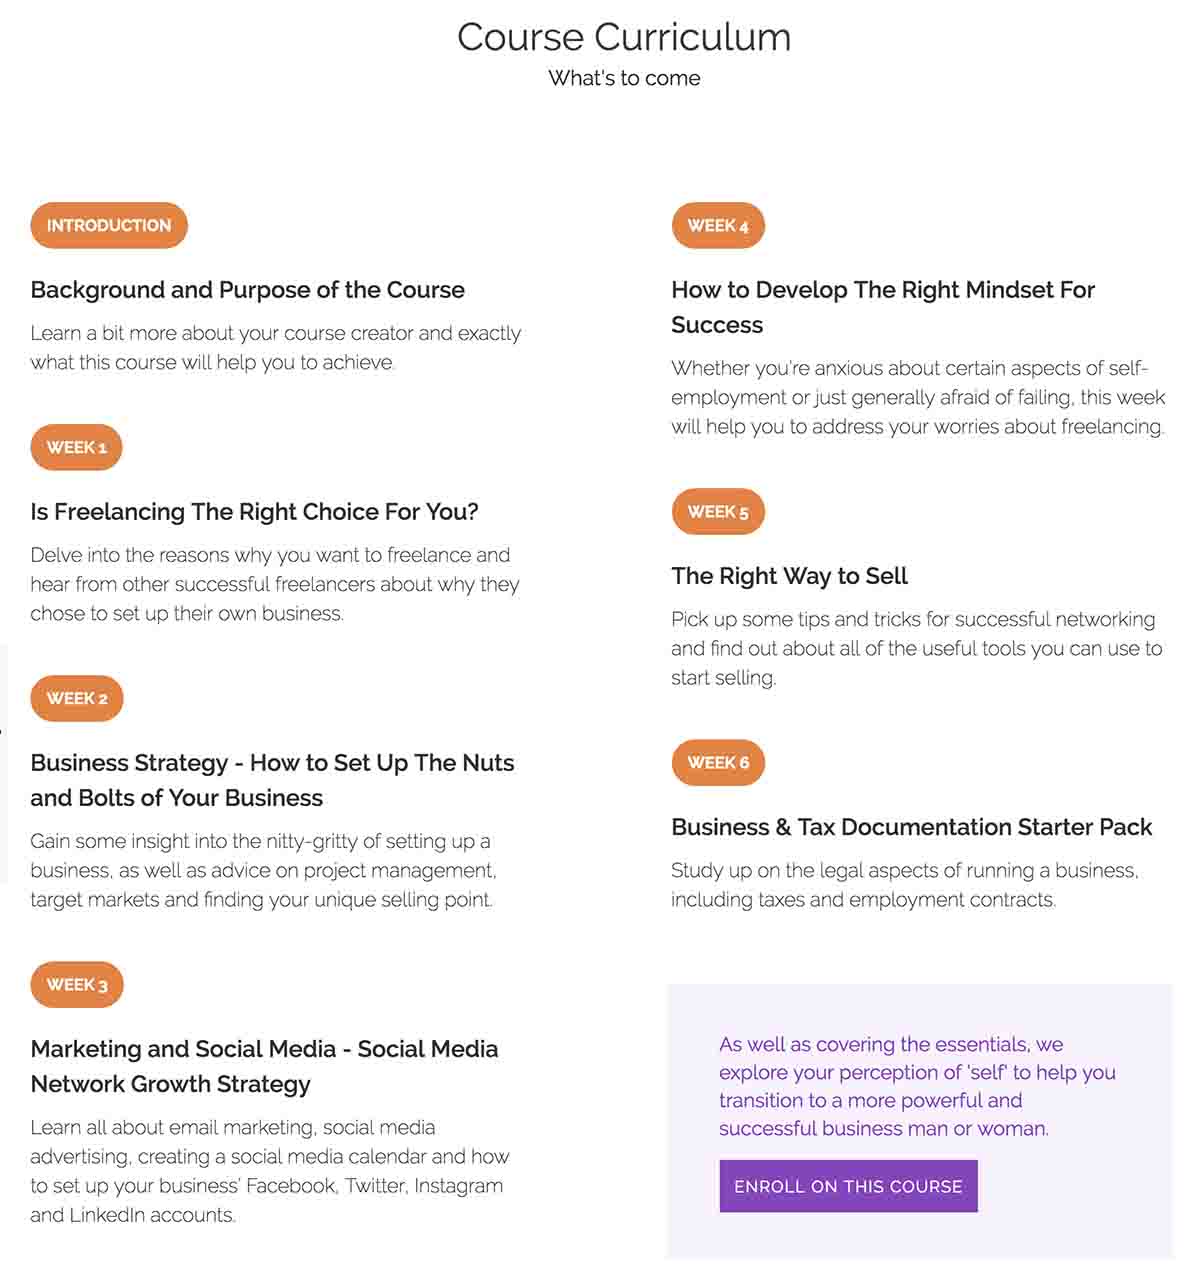 Course Curriculum
What's to come
INTRODUCTION
Background and Purpose of the Course
Learn a bit more about your course creator and exactly
what this course will help you to achieve.
WEEK 1
Is Freelancing The Right Choice For You?
Delve into the reasons why you want to freelance and
hear from other successful freelancers about why they
chose to set up their own business.
WEEK 2
Business Strategy - How to Set Up The Nuts
and Bolts of Your Business
Gain some insight into the nitty-gritty of setting up a
business, as well as advice on project management,
target markets and finding your unique selling point.
WEEK 3
Marketing and Social Media - Social Media
Network Growth Strategy
Learn all about email marketing, social media
advertising, creating a social media calendar and how
to set up your business' Facebook, Twitter, Instagram
and LinkedIn accounts.
WEEK 4
How to Develop The Right Mindset For
Success
Whether you're anxious about certain aspects of self-
employment or just generally afraid of failing, this week
will help you to address your worries about freelancing.
WEEK 5
The Right Way to Sell
Pick up some tips and tricks for successful networking
and find out about all of the useful tools you can use to
start selling.
WEEK 6
Business & Tax Documentation Starter Pack
Study up on the legal aspects of running a business,
including taxes and employment contracts.
As well as covering the essentials, we
explore your perception of 'self' to help you
transition to a more powerful and
successful business man or woman.
ENROLL ON THIS COURSE